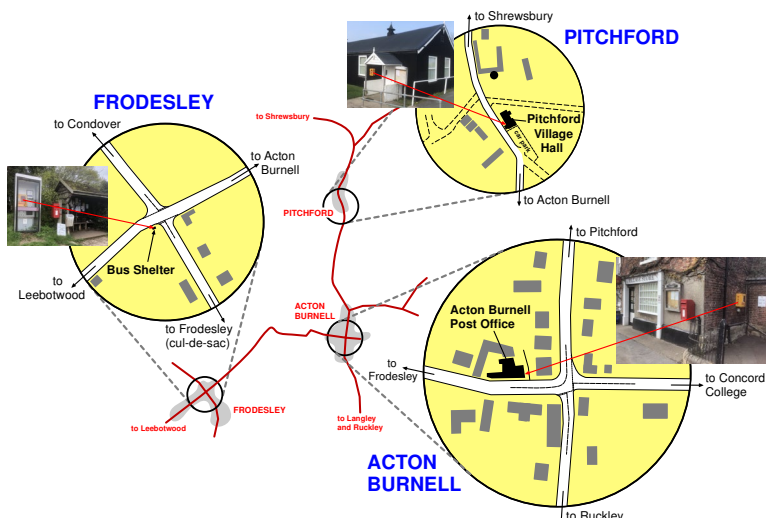 to Shrewsbury
PITCHFORD
Pitchford
Village
Hall
car park
to Acton Burnell
FRODESLEY
to Condover
to Acton
Burnell
Bus Shelter
to
Leebotwood
to Frodesley
(cul-de-sac)
to Shrewsbury
PITCHFORD
ACTON
BURNELL
FRODESLEY
to Leebotwood
to Langley
and Ruckley
to Pitchford
Acton Burnell
Post Office
to
Frodesley
to Concord
College
ACTON
BURNELL
to Ruckley